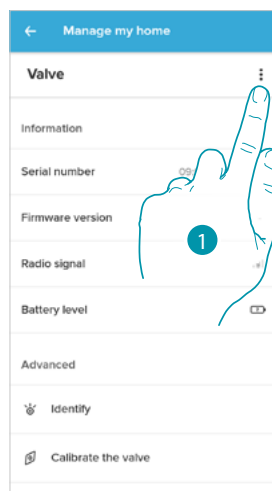 Manage my home
Valve
Information
Serial number 09:
Firmware version
Radio signal
1
Battery level
Advanced
Identify
Calibrate the valve